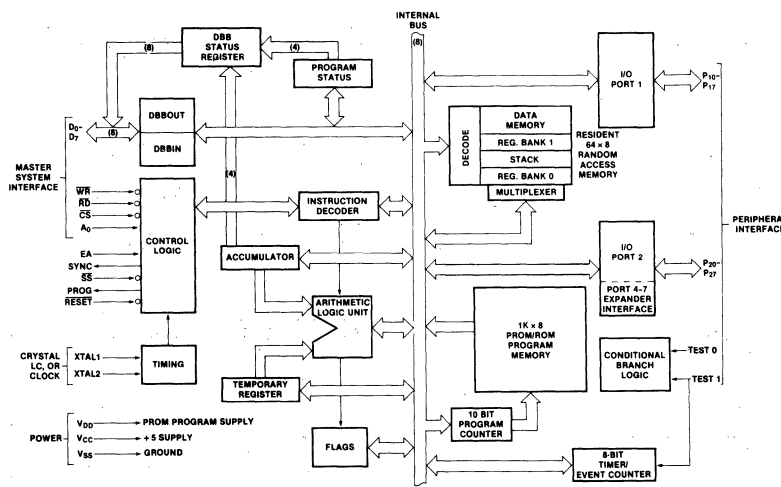 INTERNAL
BUS
(8)
DBB
STATUS
REGISTER
(8)
(4)
PROGRAM
STATUS
I/O
PORT 1
P10-
P17
DBBOUT
DBBIN
D0-
D7
(8)
DECODE
DATA
MEMORY
REG. BANK 1
STACK
REG. BANK 0
MULTIPLEXER
RESIDENT
64 × 8
RANDOM
ACCESS
MEMORY
MASTER
SYSTEM
INTERFACE
(4)
WR
RD
CS
A0
CONTROL
LOGIC
INSTRUCTION
DECODER
PERIPHERAL
INTERFACE
EA
SYNC
SS
PROG
RESET
ACCUMULATOR
I/O
PORT 2
PORT 4-7
EXPANDER
INTERFACE
P20-
P27
ARITHMETIC
LOGIC UNIT
1K × 8
PROM/ROM
PROGRAM
MEMORY
CRYSTAL
LC, OR
CLOCK
XTAL1
XTAL2
TIMING
CONDITIONAL
BRANCH
LOGIC
TEST 0
TEST 1
TEMPORARY
REGISTER
10 BIT
PROGRAM
COUNTER
POWER
VDD
PROM PROGRAM SUPPLY
VCC
+5 SUPPLY
VSS
GROUND
FLAGS
8-BIT
TIMER/
EVENT COUNTER